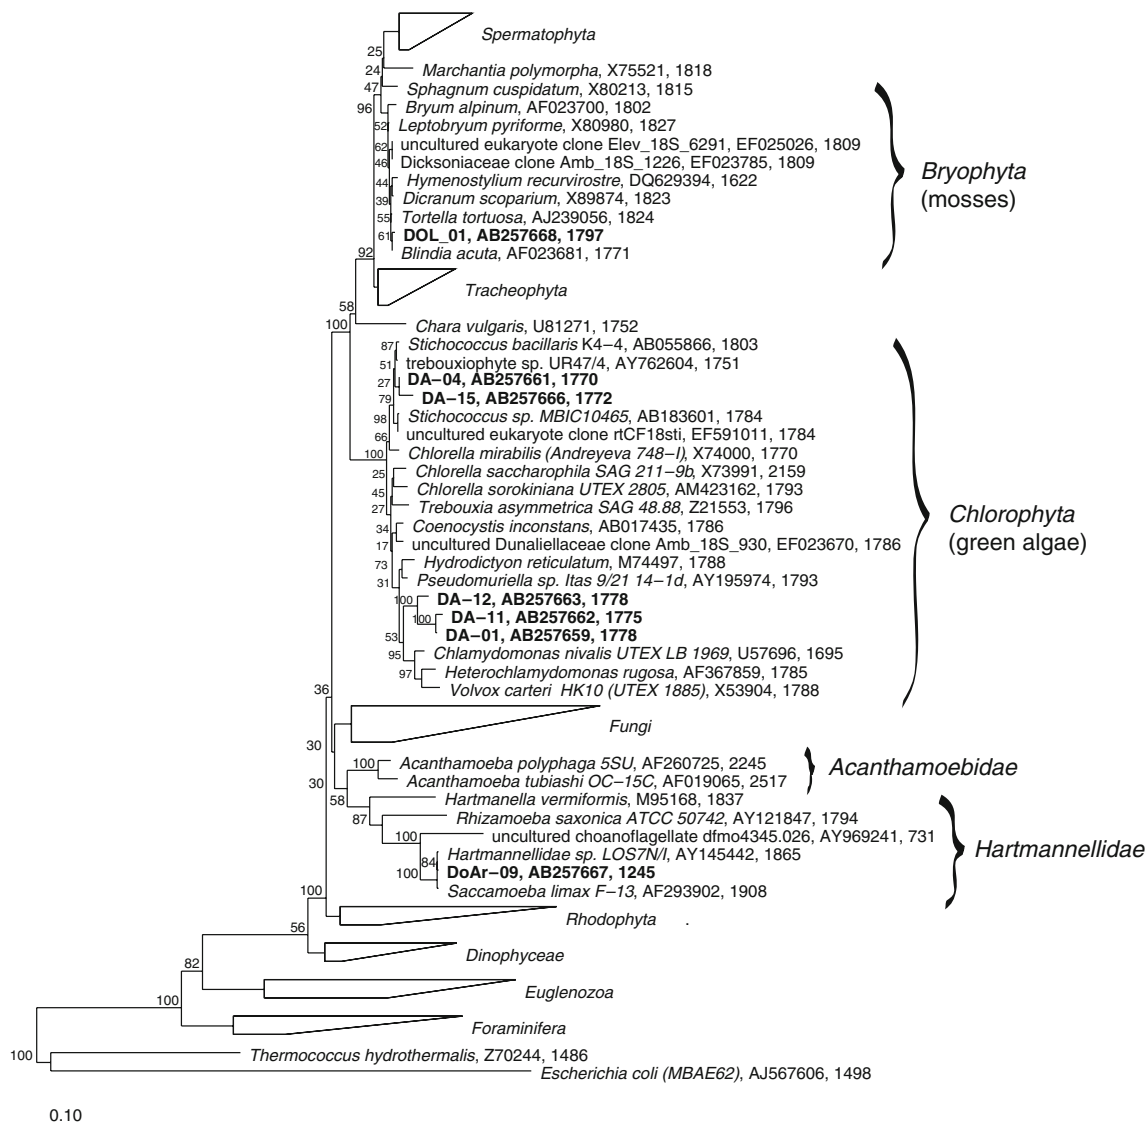 Spermatophyta
25
24
Marchantia polymorpha, X75521, 1818
47
Sphagnum cuspidatum, X80213, 1815
96
Bryum alpinum, AF023700, 1802
52
Leptobryum pyriforme, X80980, 1827
62
uncultured eukaryote clone Elev_18S_6291, EF025026, 1809
46
Dicksoniaceae clone Amb_18S_1226, EF023785, 1809
44
Hymenostylium recurvirostre, DQ629394, 1622
39
Dicranum scoparium, X89874, 1823
55
Tortella tortuosa, AJ239056, 1824
61
DOL_01, AB257668, 1797
Blindia acuta, AF023681, 1771
Bryophyta
(mosses)
92
Tracheophyta
58
100
Chara vulgaris, U81271, 1752
87
Stichococcus bacillaris K4−4, AB055866, 1803
51
trebouxiophyte sp. UR47/4, AY762604, 1751
27
DA−04, AB257661, 1770
79
DA−15, AB257666, 1772
98
Stichococcus sp. MBIC10465, AB183601, 1784
66
uncultured eukaryote clone rtCF18sti, EF591011, 1784
100
Chlorella mirabilis (Andreyeva 748−I), X74000, 1770
25
Chlorella saccharophila SAG 211−9b, X73991, 2159
45
Chlorella sorokiniana UTEX 2805, AM423162, 1793
27
Trebouxia asymmetrica SAG 48.88, Z21553, 1796
34
Coenocystis inconstans, AB017435, 1786
17
uncultured Dunaliellaceae clone Amb_18S_930, EF023670, 1786
73
Hydrodictyon reticulatum, M74497, 1788
31
Pseudomuriella sp. Itas 9/21 14−1d, AY195974, 1793
100
DA−12, AB257663, 1778
100
DA−11, AB257662, 1775
53
DA−01, AB257659, 1778
95
Chlamydomonas nivalis UTEX LB 1969, U57696, 1695
97
Heterochlamydomonas rugosa, AF367859, 1785
Volvox carteri HK10 (UTEX 1885), X53904, 1788
Chlorophyta
(green algae)
36
Fungi
30
100
Acanthamoeba polyphaga 5SU, AF260725, 2245
30
Acanthamoeba tubiashi OC−15C, AF019065, 2517
Acanthamoebidae
58
Hartmanella vermiformis, M95168, 1837
87
Rhizamoeba saxonica ATCC 50742, AY121847, 1794
100
uncultured choanoflagellate dfmo4345.026, AY969241, 731
84
Hartmannellidae sp. LOS7N/I, AY145442, 1865
100
DoAr−09, AB257667, 1245
Saccamoeba limax F−13, AF293902, 1908
Hartmannellidae
100
Rhodophyta
56
Dinophyceae
82
Euglenozoa
100
Foraminifera
100
Thermococcus hydrothermalis, Z70244, 1486
Escherichia coli (MBAE62), AJ567606, 1498
0.10